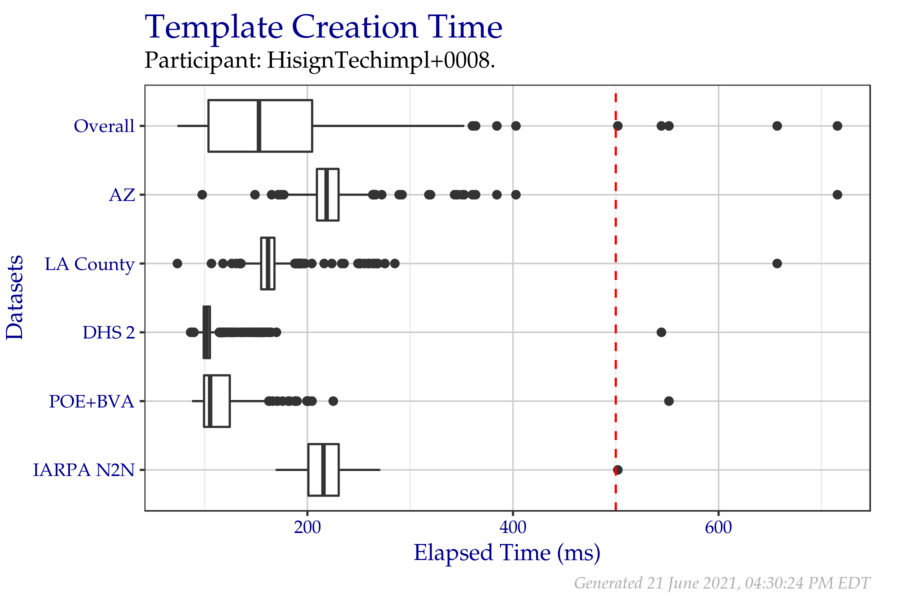 Template Creation Time
Participant: HisignTechimpl+0008.
Datasets
Overall
AZ
LA County
DHS 2
POE+BVA
IARPA N2N
200 400 600
Elapsed Time (ms)
Generated 21 June 2021, 04:30:24 PM EDT